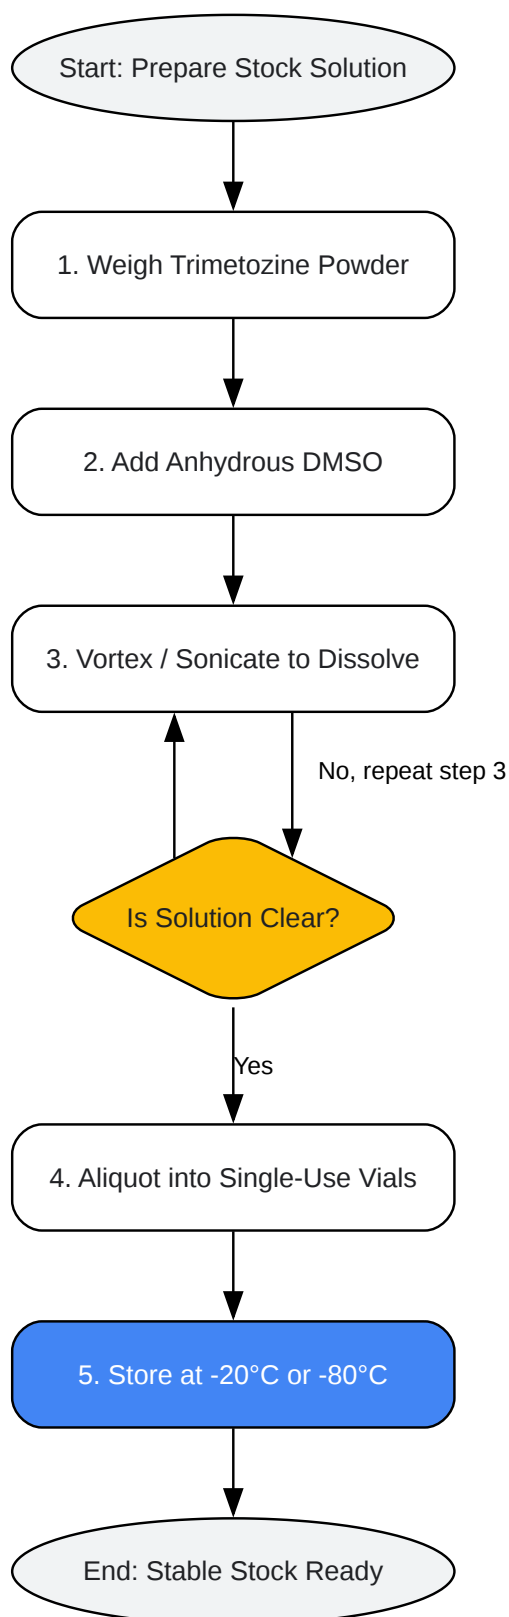 Start: Prepare Stock Solution
1. Weigh Trimetozine Powder
2. Add Anhydrous DMSO
3. Vortex / Sonicate to Dissolve
No, repeat step 3
Is Solution Clear?
Yes
4. Aliquot into Single-Use Vials
5. Store at -20°C or -80°C
End: Stable Stock Ready